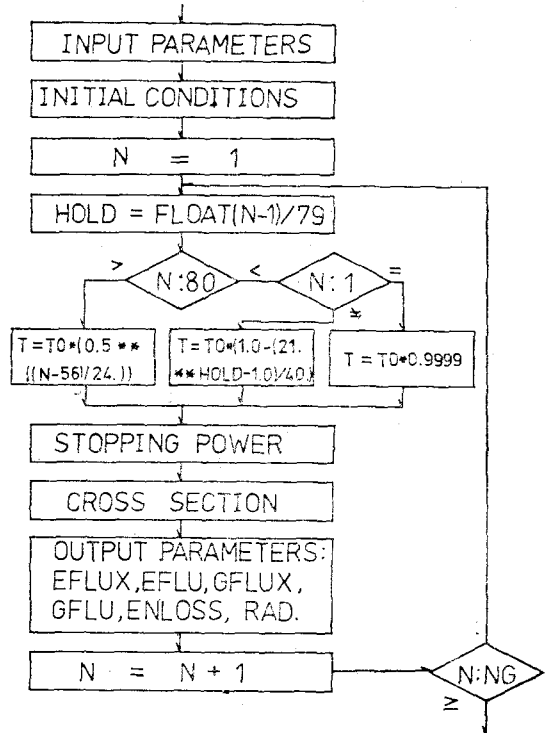 INPUT PARAMETERS
INITIAL CONDITIONS
N = 1
HOLD = FLOAT(N-1)/79
> N:80 < N:1 =
≠
T=T0*(0.5**
((N-56)/24.))
T=T0*(1.0-(21.
**HOLD-1.0)/40.)
T=T0*0.9999
STOPPING POWER
CROSS SECTION
OUTPUT PARAMETERS:
EFLUX,EFLU,GFLUX,
GFLU,ENLOSS, RAD.
N = N+1
N:NG
≥